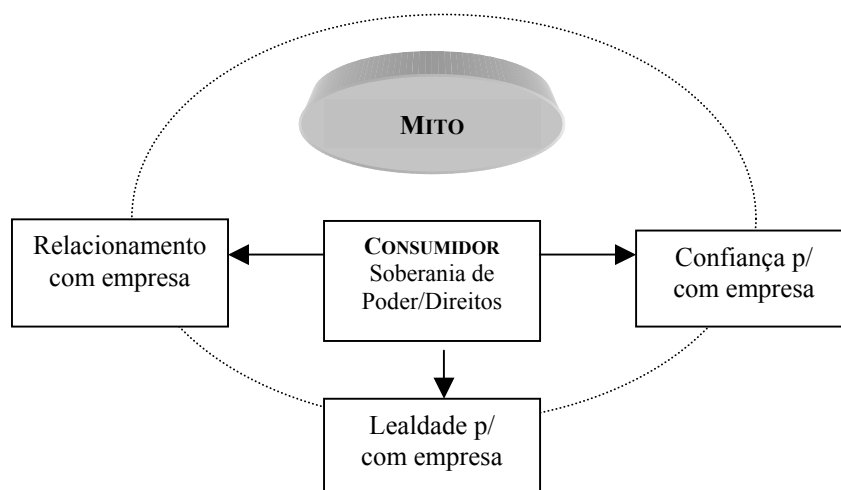 MITO
Relacionamento
com empresa
CONSUMIDOR
Soberania de
Poder/Direitos
Confiança p/
com empresa
Lealdade p/
com empresa